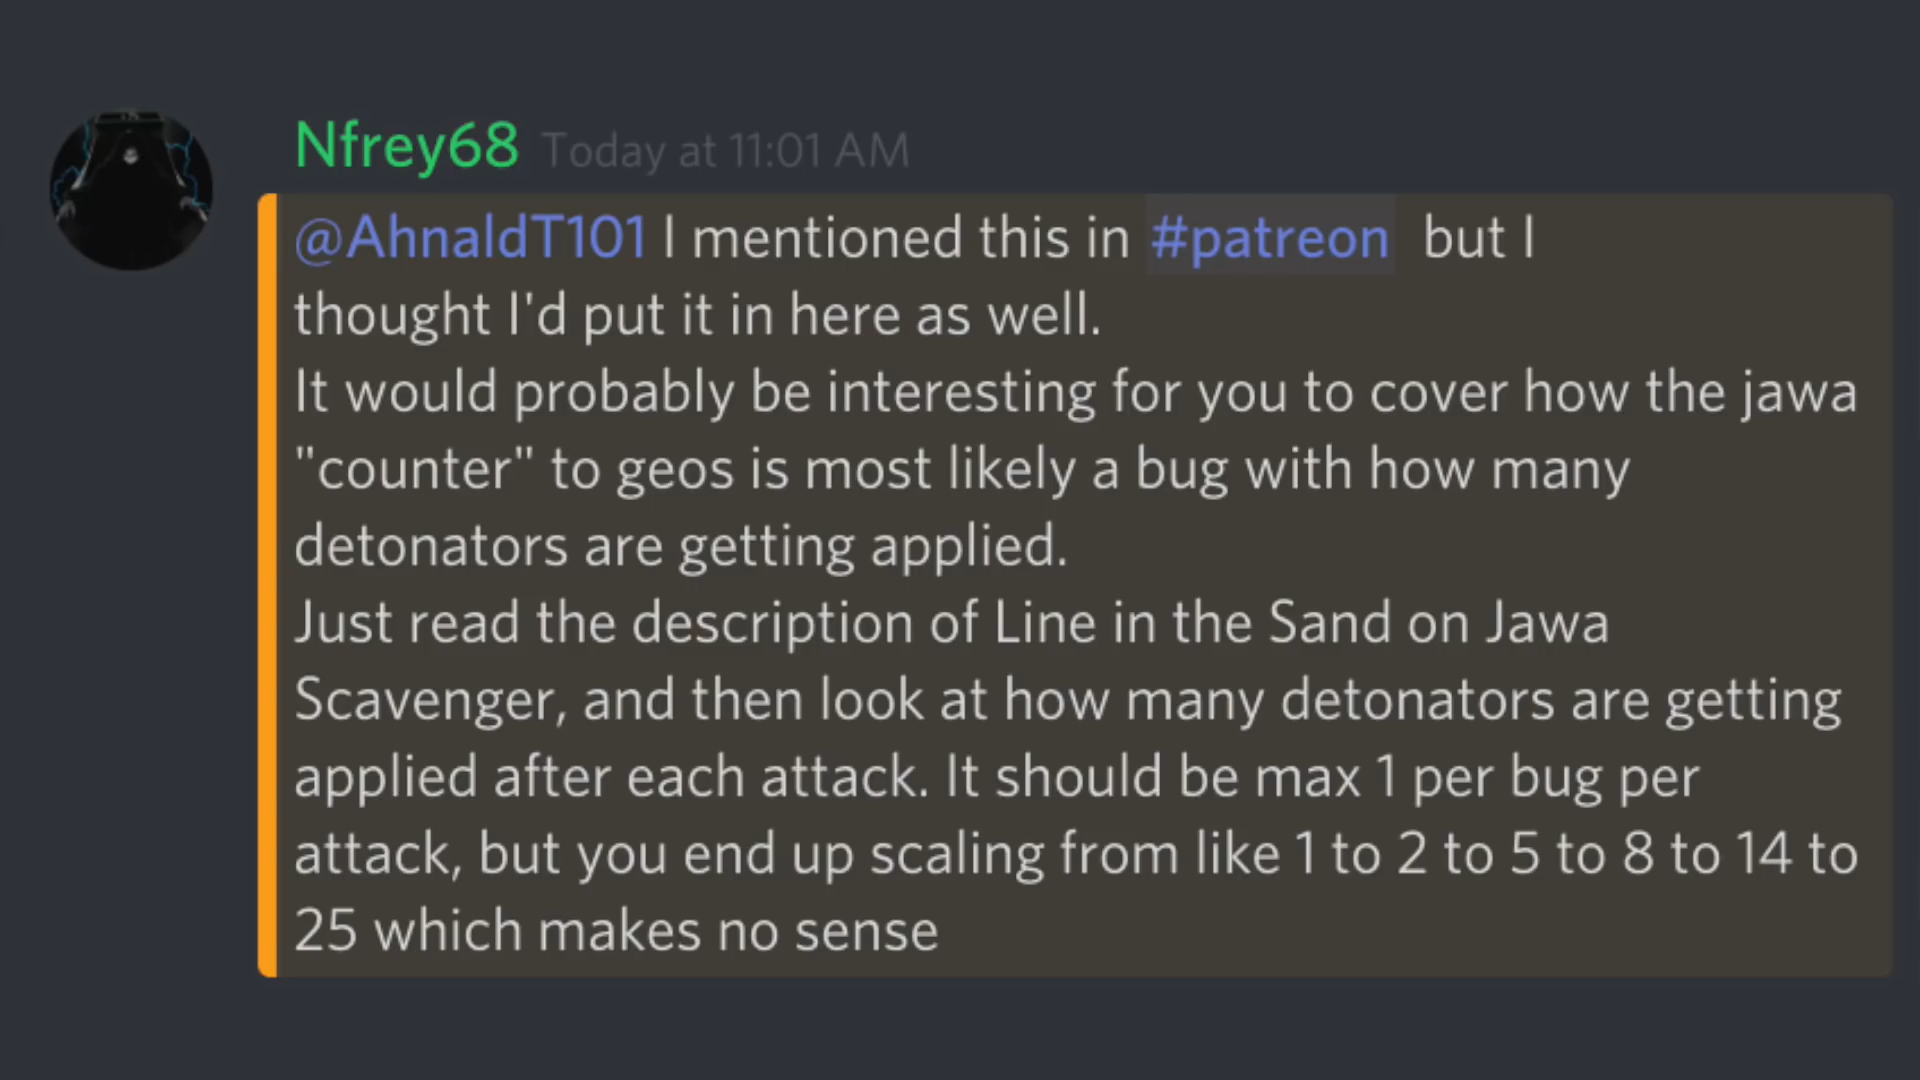 Nfrey68 Today at 11:01 AM
@AhnaldT101 I mentioned this in #patreon but I
thought I'd put it in here as well.
It would probably be interesting for you to cover how the jawa
"counter" to geos is most likely a bug with how many
detonators are getting applied.
Just read the description of Line in the Sand on Jawa
Scavenger, and then look at how many detonators are getting
applied after each attack. It should be max 1 per bug per
attack, but you end up scaling from like 1 to 2 to 5 to 8 to 14 to
25 which makes no sense